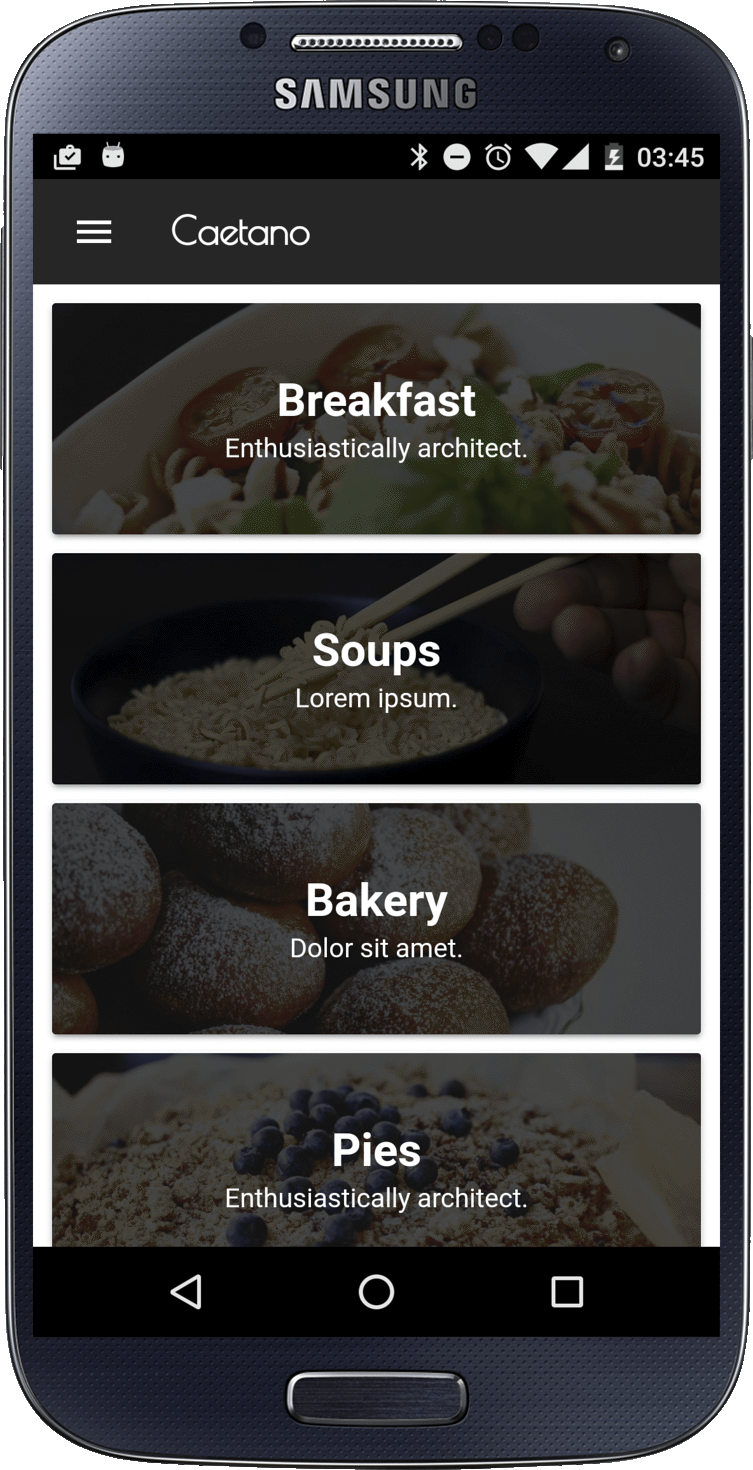 SAMSUNG
03:45
Caetano
Breakfast
Enthusiastically architect.
Soups
Lorem ipsum.
Bakery
Dolor sit amet.
Pies
Enthusiastically architect.